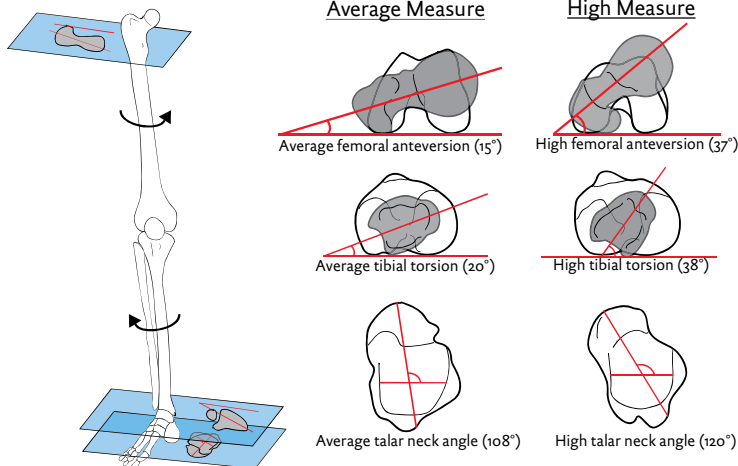 Average Measure
High Measure
Average femoral anteversion (15°)
High femoral anteversion (37°)
Average tibial torsion (20°)
High tibial torsion (38°)
Average talar neck angle (108°)
High talar neck angle (120°)